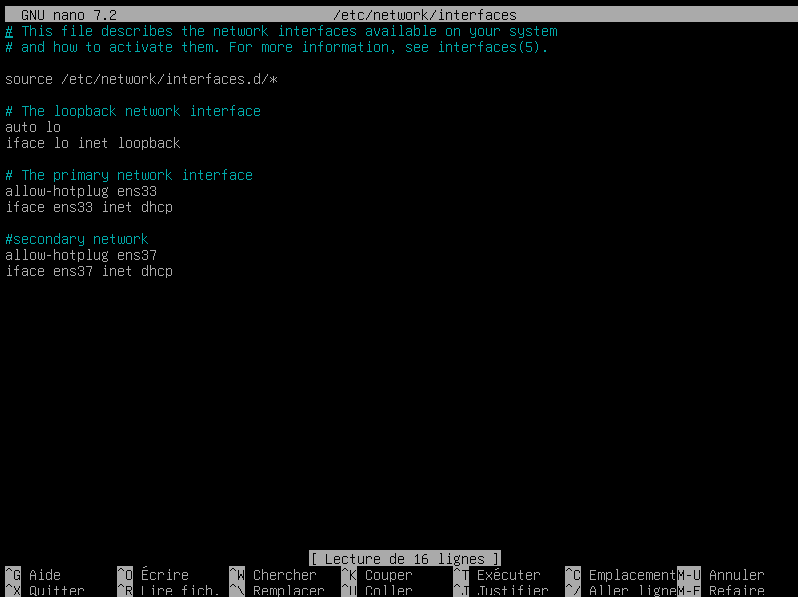 GNU nano 7.2 /etc/network/interfaces
# This file describes the network interfaces available on your system
# and how to activate them. For more information, see interfaces(5).
source /etc/network/interfaces.d/*
# The loopback network interface
auto lo
iface lo inet loopback
# The primary network interface
allow-hotplug ens33
iface ens33 inet dhcp
#secondary network
allow-hotplug ens37
iface ens37 inet dhcp
[ Lecture de 16 lignes ]
^G Aide ^O Écrire ^W Chercher ^K Couper ^T Exécuter ^C Emplacement M-U Annuler
^X Quitter ^R Lire fich. ^\ Remplacer ^U Coller ^J Justifier ^/ Aller ligne M-E Refaire